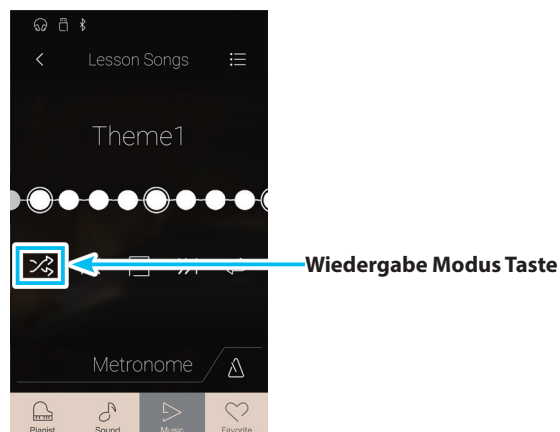 Lesson Songs
Theme1
Wiedergabe Modus Taste
Metronome
Pianist Sound Music Favorite